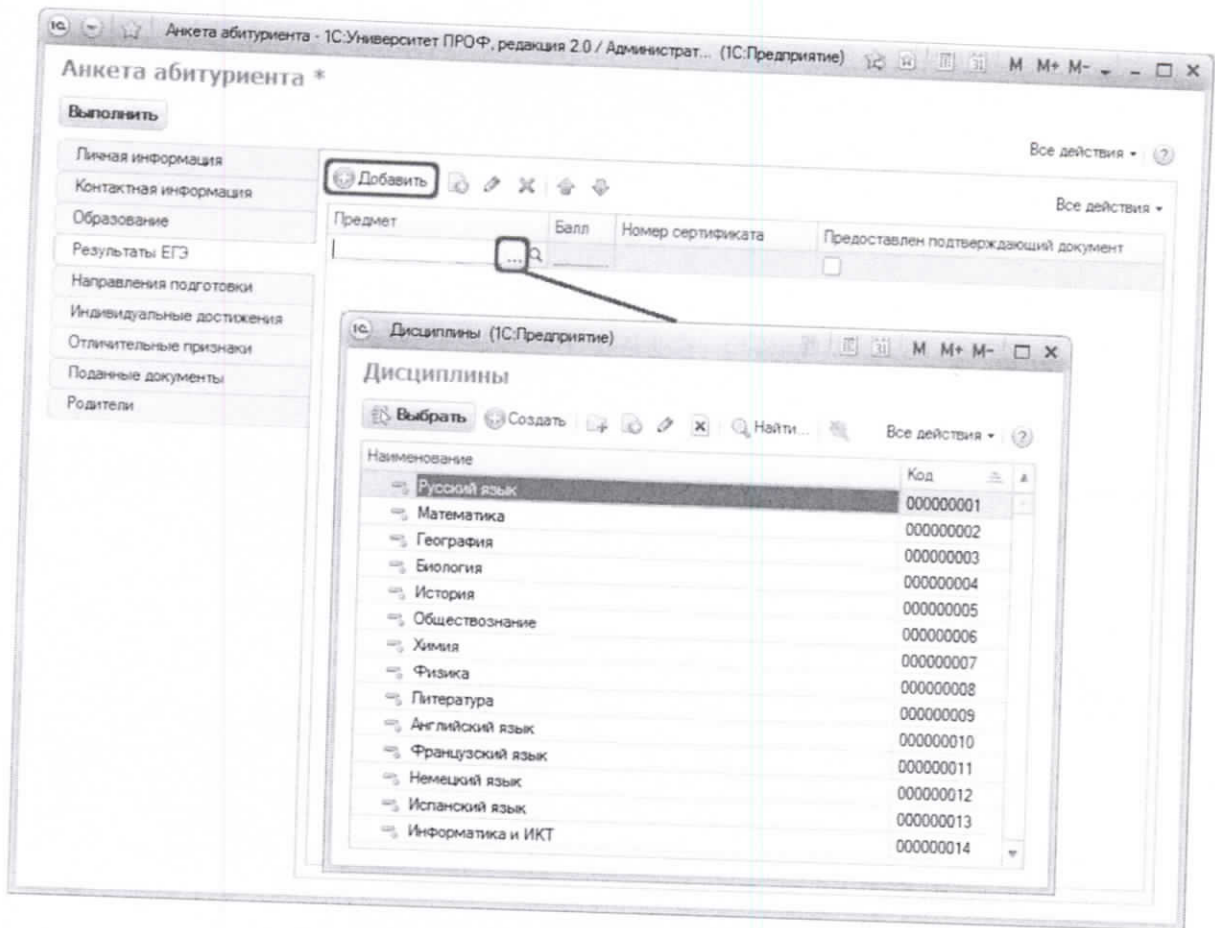 Анкета абитуриента - 1С:Университет ПРОФ, редакция 2.0 / Администрат... (1С:Предприятие) M M+ M-
Анкета абитуриента *
Выполнить
Все действия
Личная информация
Контактная информация
Образование
Результаты ЕГЭ
Направления подготовки
Индивидуальные достижения
Отличительные признаки
Поданные документы
Родители
Добавить
Все действия
Предмет Балл Номер сертификата Предоставлен подтверждающий документ
...
Дисциплины (1С:Предприятие) M M+ M-
Дисциплины
Выбрать Создать Найти... Все действия
Наименование Код
Русский язык 000000001
Математика 000000002
География 000000003
Биология 000000004
История 000000005
Обществознание 000000006
Химия 000000007
Физика 000000008
Литература 000000009
Английский язык 000000010
Французский язык 000000011
Немецкий язык 000000012
Испанский язык 000000013
Информатика и ИКТ 000000014